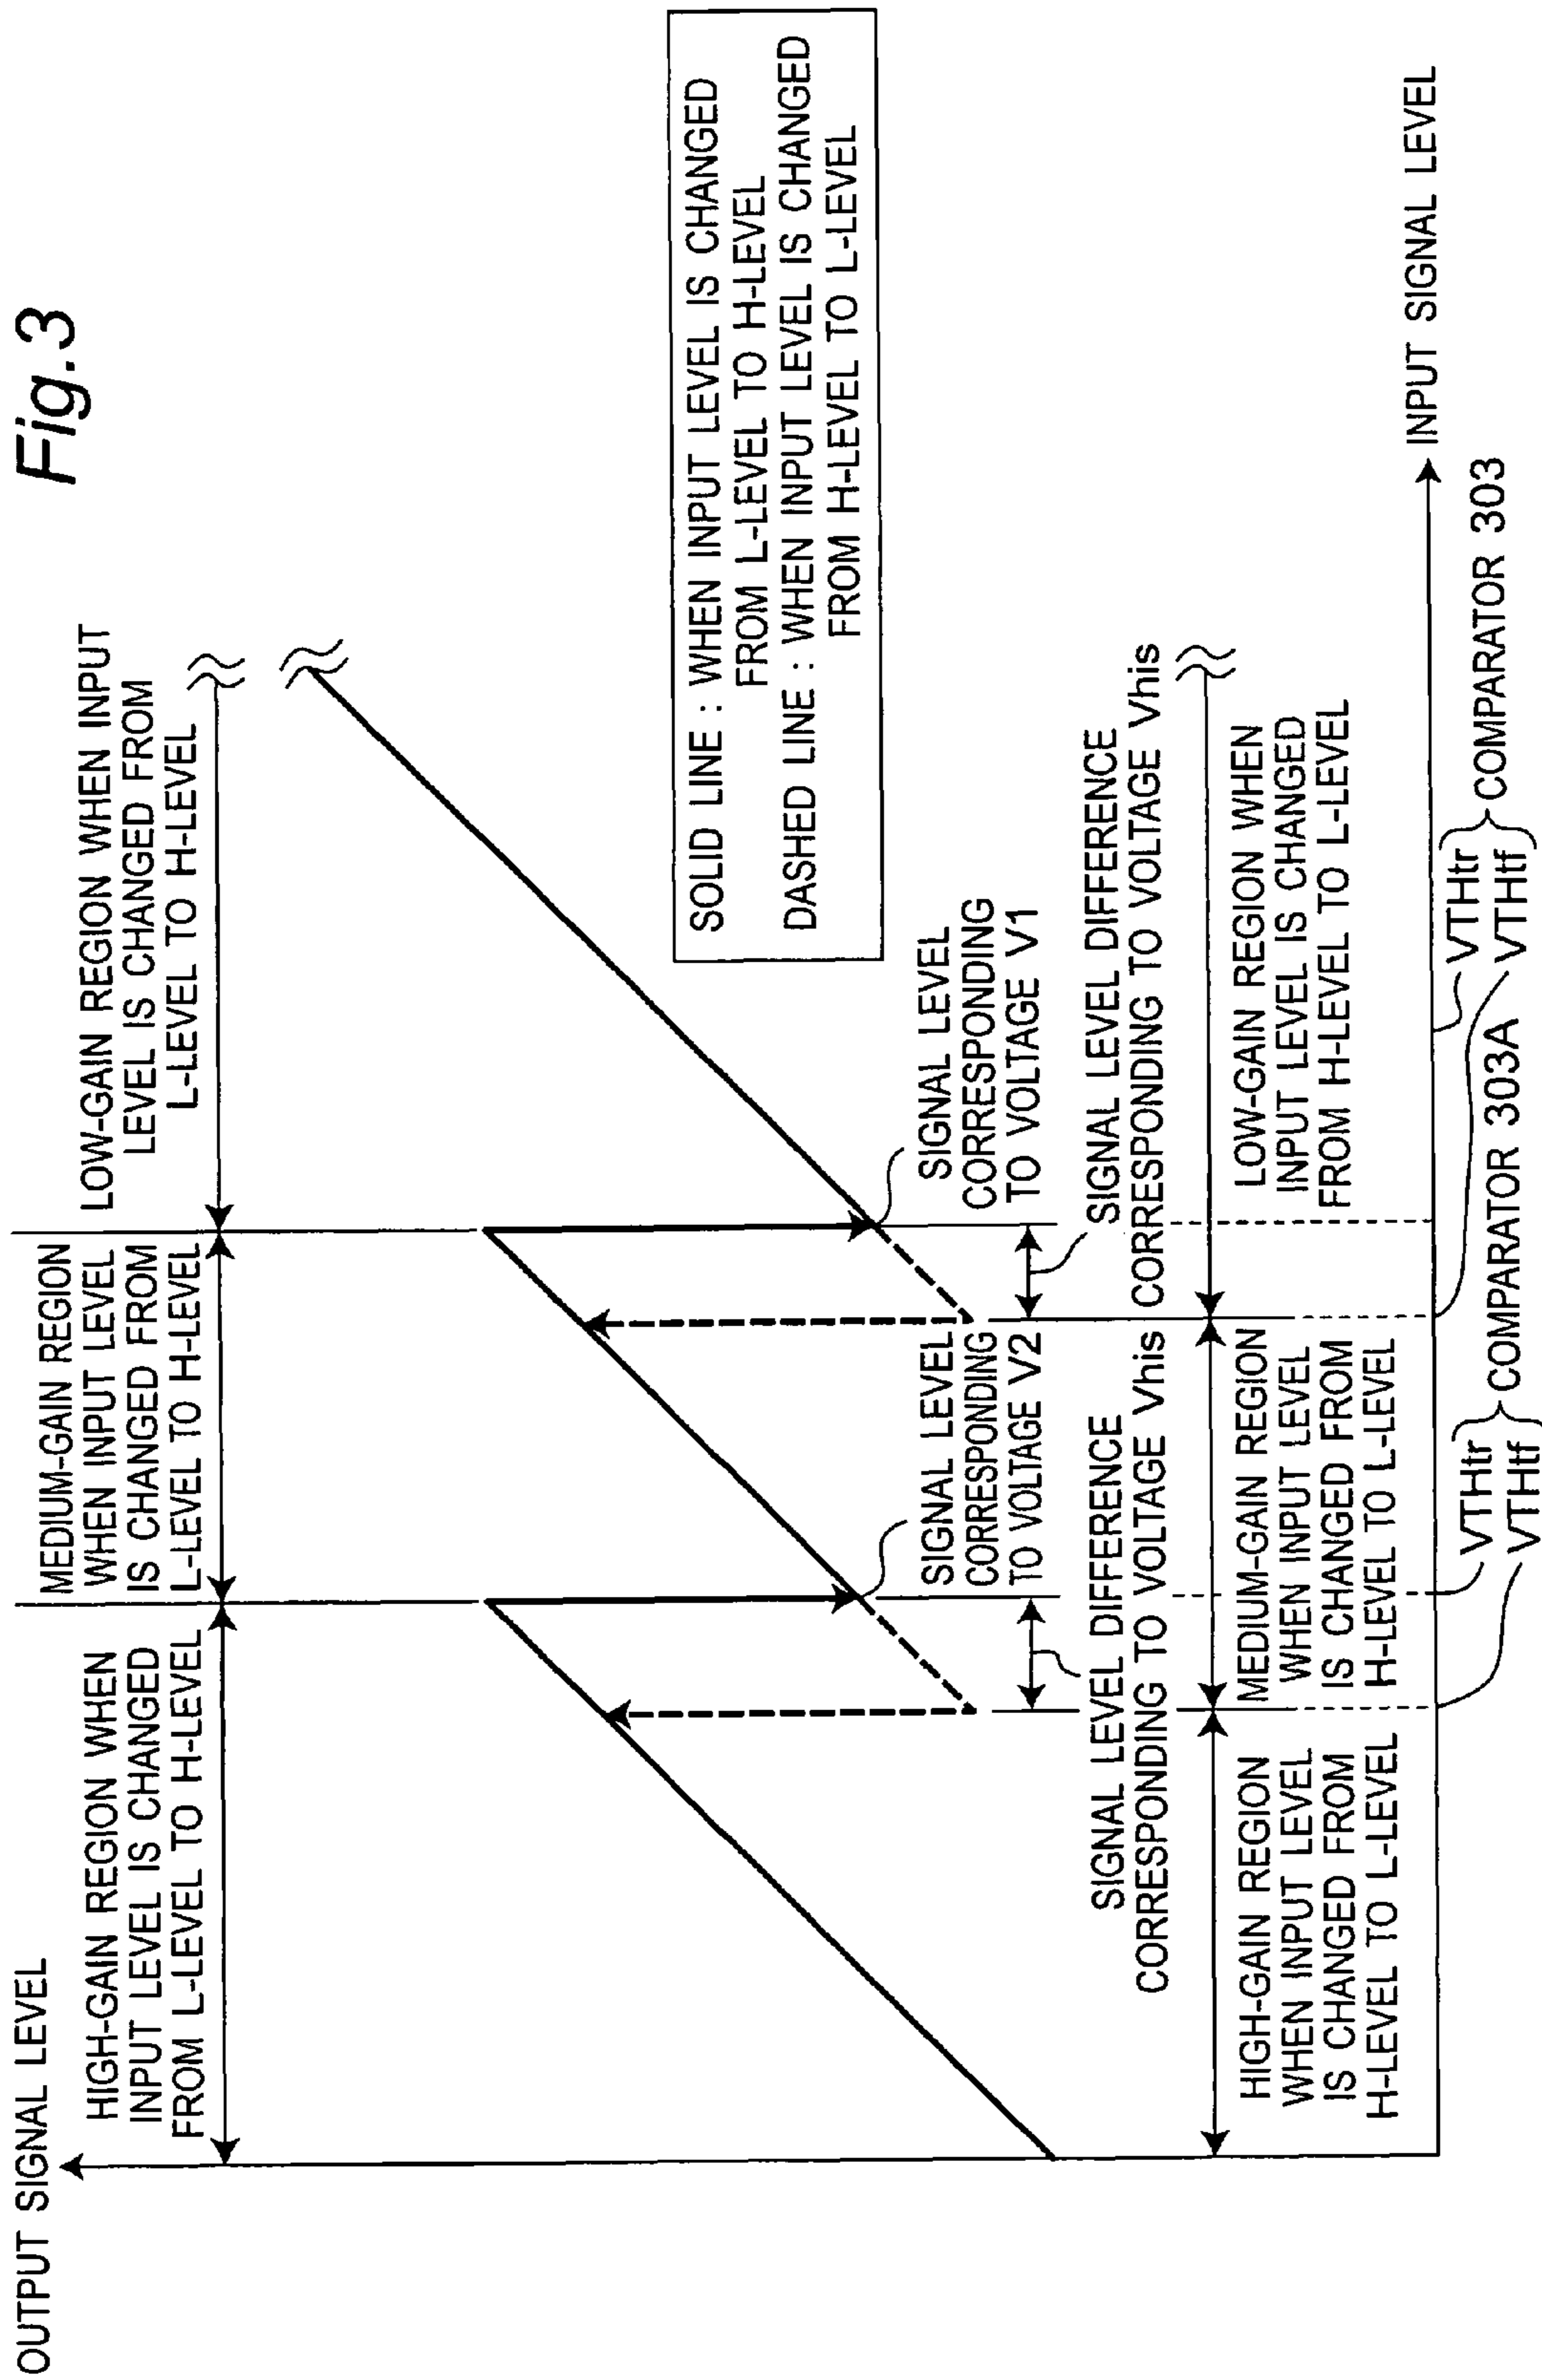 Fig.3
OUTPUT SIGNAL LEVEL
HIGH-GAIN REGION WHEN
INPUT LEVEL IS CHANGED
FROM L-LEVEL TO H-LEVEL
MEDIUM-GAIN REGION
WHEN INPUT LEVEL
IS CHANGED FROM
L-LEVEL TO H-LEVEL
LOW-GAIN REGION WHEN INPUT
LEVEL IS CHANGED FROM
L-LEVEL TO H-LEVEL
SOLID LINE : WHEN INPUT LEVEL IS CHANGED
FROM L-LEVEL TO H-LEVEL
DASHED LINE : WHEN INPUT LEVEL IS CHANGED
FROM H-LEVEL TO L-LEVEL
SIGNAL LEVEL
CORRESPONDING
TO VOLTAGE V2
SIGNAL LEVEL
CORRESPONDING
TO VOLTAGE V1
SIGNAL LEVEL DIFFERENCE
CORRESPONDING TO VOLTAGE Vhis
SIGNAL LEVEL DIFFERENCE
CORRESPONDING TO VOLTAGE Vhis
HIGH-GAIN REGION
WHEN INPUT LEVEL
IS CHANGED FROM
H-LEVEL TO L-LEVEL
MEDIUM-GAIN REGION
WHEN INPUT LEVEL
IS CHANGED FROM
H-LEVEL TO L-LEVEL
LOW-GAIN REGION WHEN
INPUT LEVEL IS CHANGED
FROM H-LEVEL TO L-LEVEL
INPUT SIGNAL LEVEL
VTHtr
VTHtf
COMPARATOR 303A
VTHtr
VTHtf
COMPARATOR 303